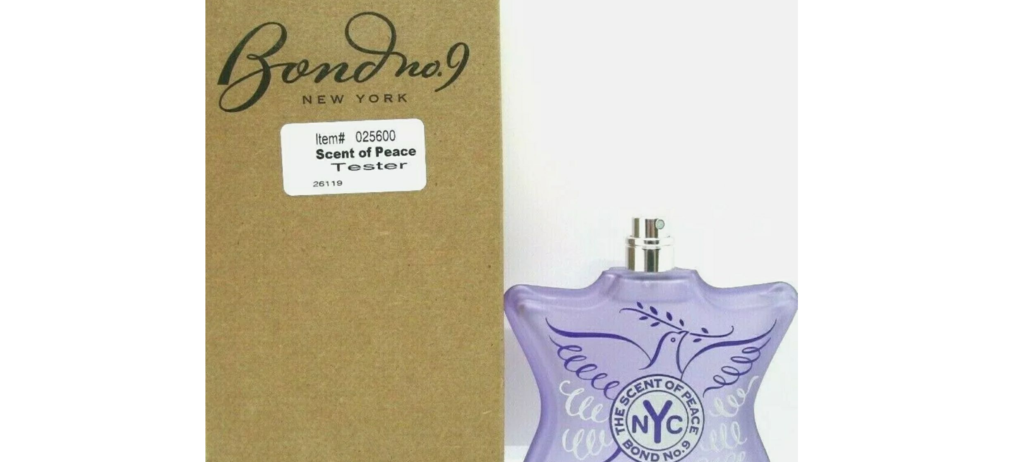 Bond no.9
NEW YORK
Item# 025600
Scent of Peace
Tester
26119
THE SCENT OF PEACE
NYC
BOND No.9